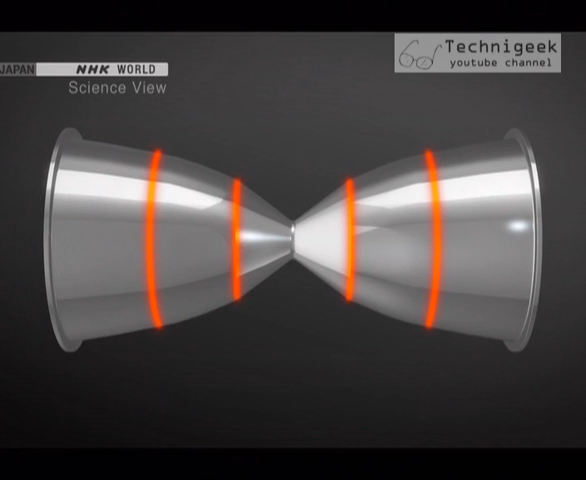 Technigeek
youtube channel
JAPAN NHK WORLD
Science View